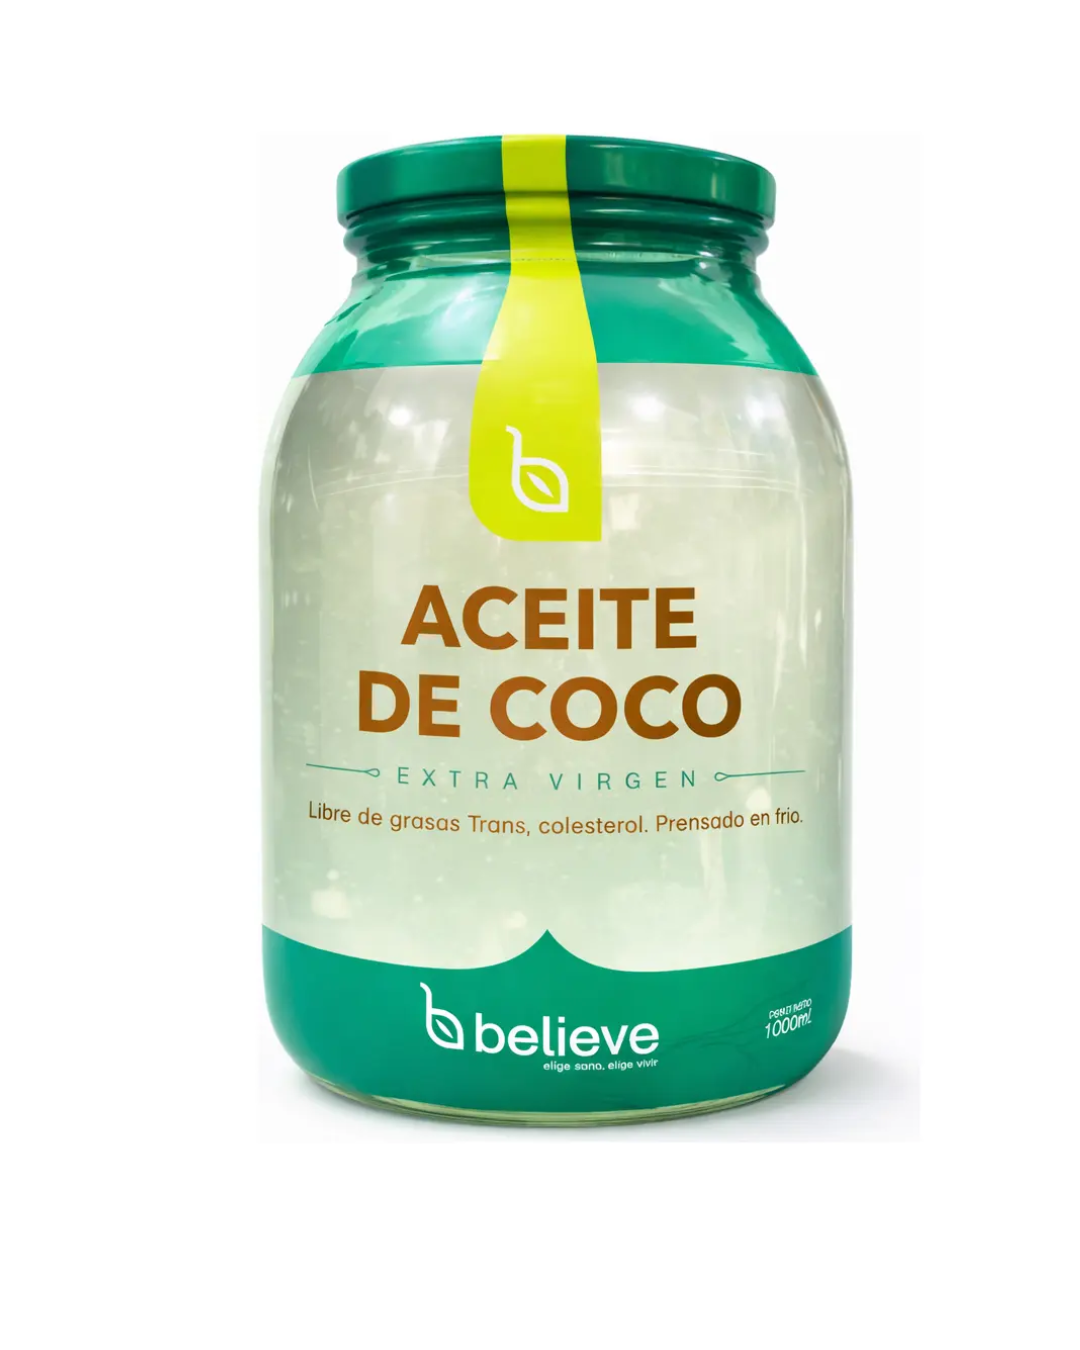 ACEITE
DE COCO
EXTRA VIRGEN
Libre de grasas Trans, colesterol. Prensado en frio.
believe
elige sano, elige vivir
1000mL